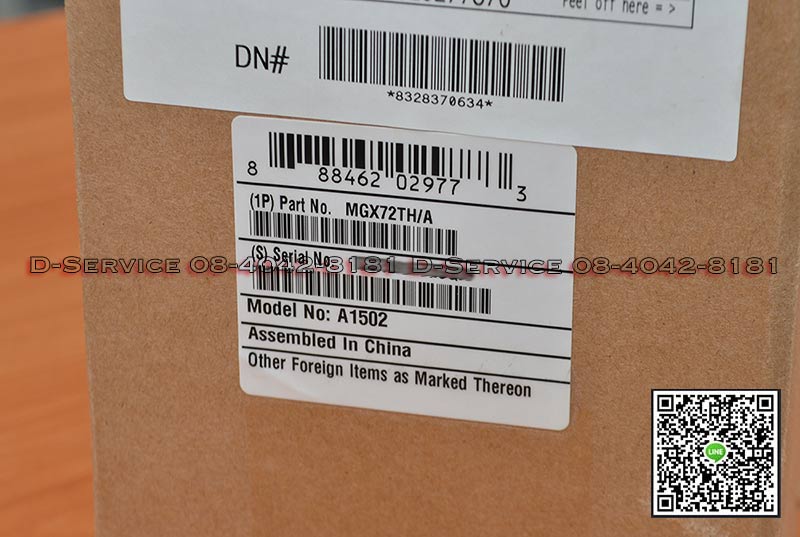 Peel off here = >
DN#
*8328370634*
8 88462 02977 3
(1P) Part No. MGX72TH/A
(S) Serial No.
D-SERVICE 08-4042-8181 D-SERVICE 08-4042-8181
Model No: A1502
Assembled In China
Other Foreign Items as Marked Thereon
LINE